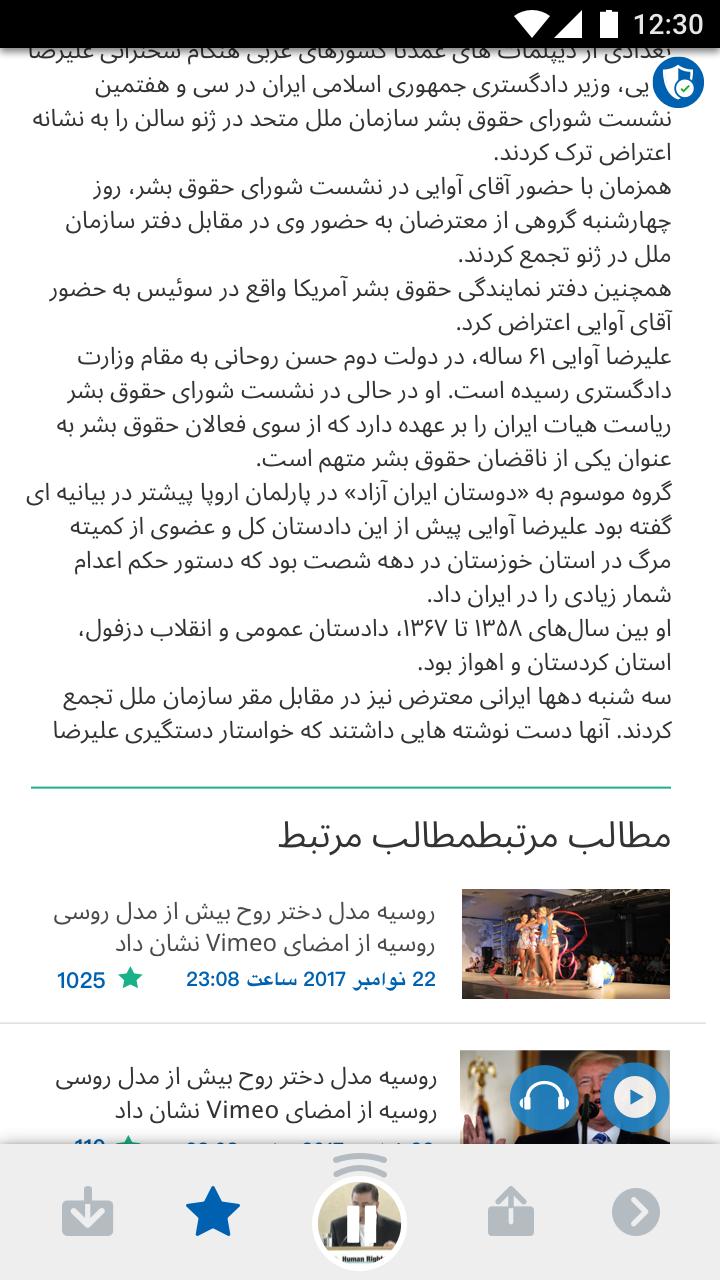 12:30
تعدادی از دیپلمات های عمدتا کشورهای غربی هنگام سخنرانی علیرضا
یی، وزیر دادگستری جمهوری اسلامی ایران در سی و هفتمین
نشست شورای حقوق بشر سازمان ملل متحد در ژنو سالن را به نشانه
اعتراض ترک کردند.
همزمان با حضور آقای آوایی در نشست شورای حقوق بشر، روز
چهارشنبه گروهی از معترضان به حضور وی در مقابل دفتر سازمان
ملل در ژنو تجمع کردند.
همچنین دفتر نمایندگی حقوق بشر آمریکا واقع در سوئیس به حضور
آقای آوایی اعتراض کرد.
علیرضا آوایی ۶۱ ساله، در دولت دوم حسن روحانی به مقام وزارت
دادگستری رسیده است. او در حالی در نشست شورای حقوق بشر
ریاست هیات ایران را بر عهده دارد که از سوی فعالان حقوق بشر به
عنوان یکی از ناقضان حقوق بشر متهم است.
گروه موسوم به «دوستان ایران آزاد» در پارلمان اروپا پیشتر در بیانیه ای
گفته بود علیرضا آوایی پیش از این دادستان کل و عضوی از کمیته
مرگ در استان خوزستان در دهه شصت بود که دستور حکم اعدام
شمار زیادی را در ایران داد.
او بین سال‌های ۱۳۵۸ تا ۱۳۶۷، دادستان عمومی و انقلاب دزفول،
استان کردستان و اهواز بود.
سه شنبه دهها ایرانی معترض نیز در مقابل مقر سازمان ملل تجمع
کردند. آنها دست نوشته هایی داشتند که خواستار دستگیری علیرضا
مطالب مرتبطمطالب مرتبط
روسیه مدل دختر روح بیش از مدل روسی
روسیه از امضای Vimeo نشان داد
22 نوامبر 2017 ساعت 23:08
1025
روسیه مدل دختر روح بیش از مدل روسی
روسیه از امضای Vimeo نشان داد
Human Right